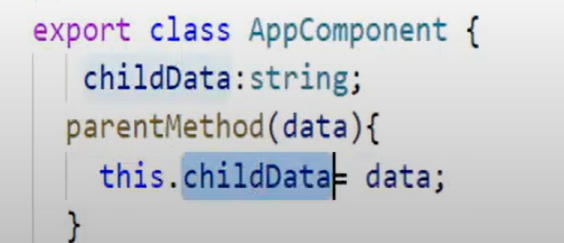 export class AppComponent {
childData:string;
parentMethod(data){
this.childData= data;
}